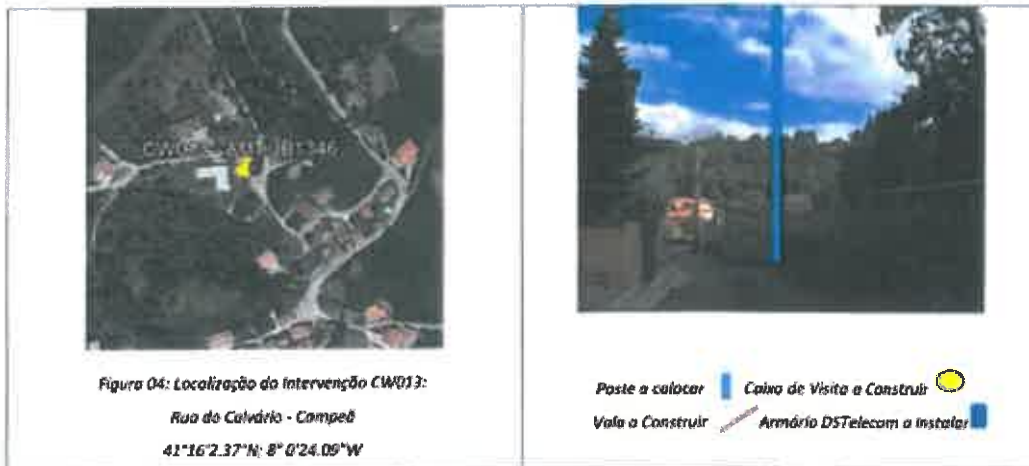 Figura 04: Localização da Intervenção CW013:
Rua do Calvário - Campeã
41°16'2.37"N; 8° 0'24.09"W
Poste a colocar
Caixa de Visita a Construir
Vala a Construir
Armário DSTelecom a Instalar